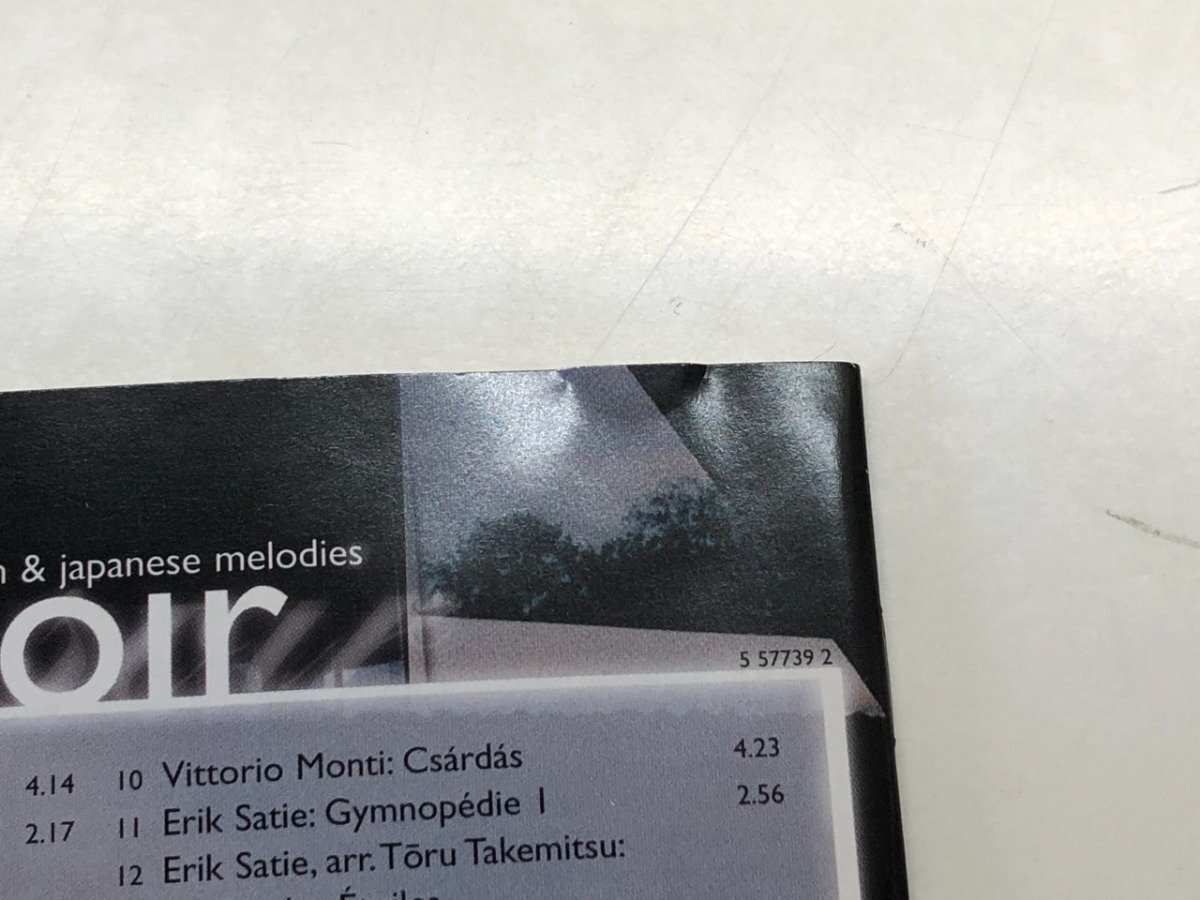 & japanese melodies
oir
5 57739 2
4.14 10 Vittorio Monti: Csárdás 4.23
2.17 11 Erik Satie: Gymnopédie 1 2.56
12 Erik Satie, arr. Tōru Takemitsu: